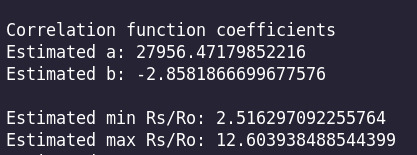 Correlation function coefficients
Estimated a: 27956.47179852216
Estimated b: -2.8581866699677576
Estimated min Rs/Ro: 2.516297092255764
Estimated max Rs/Ro: 12.603938488544399